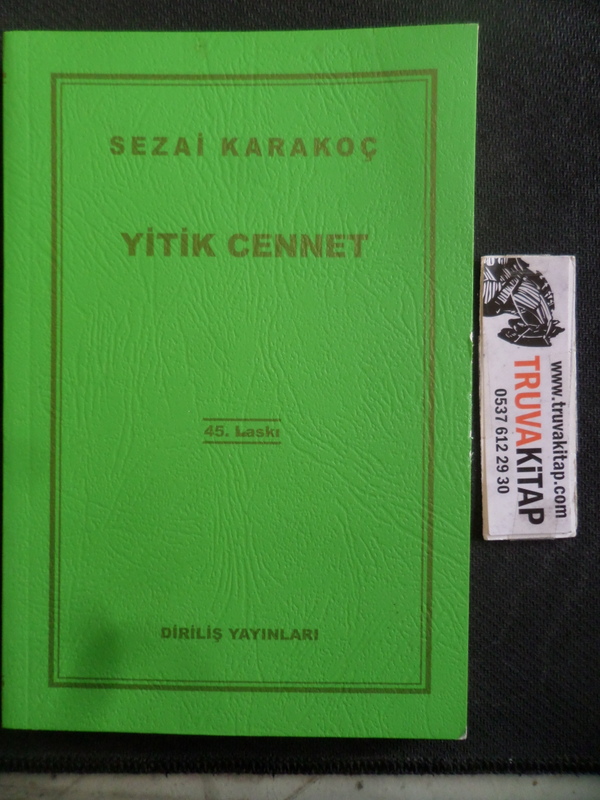 SEZAİ KARAKOÇ
YİTİK CENNET
45. Baskı
DİRİLİŞ YAYINLARI
www.truvakitap.com
TRUVAKİTAP
0537 612 29 30